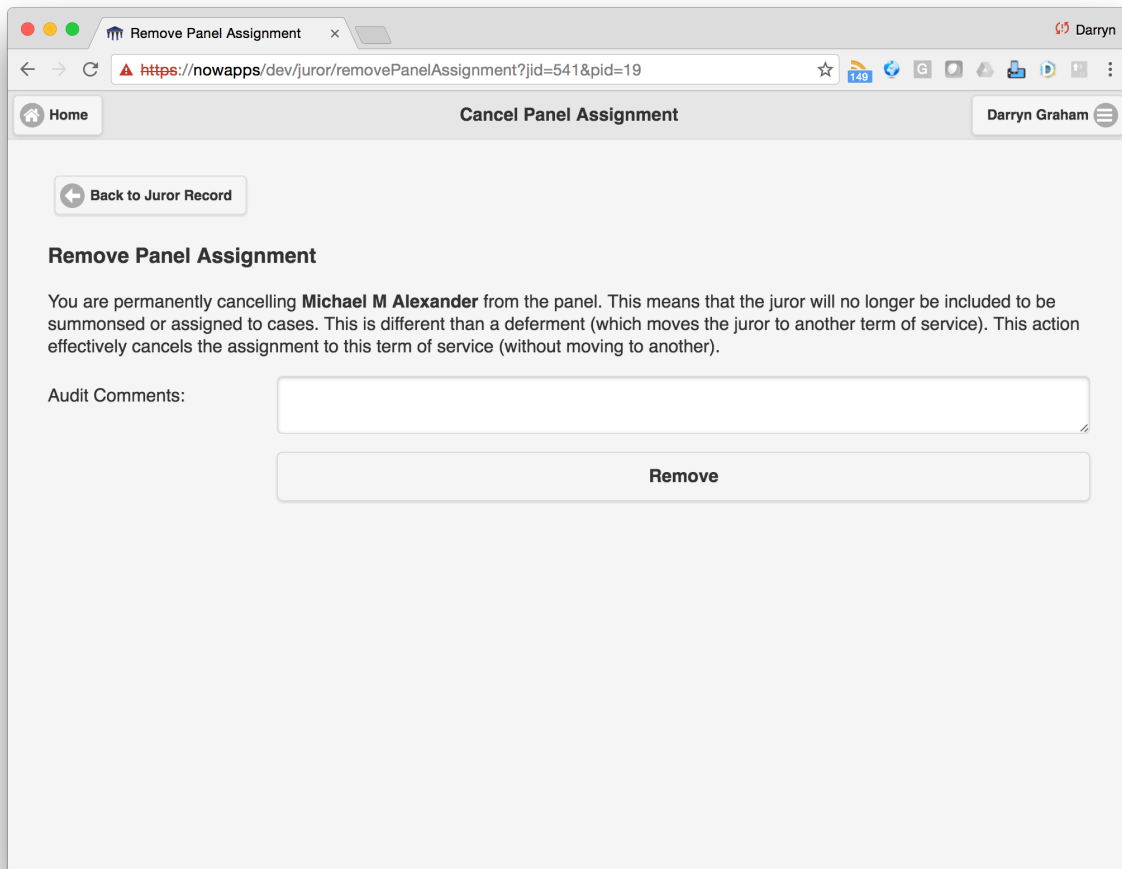 Remove Panel Assignment
Darryn
https://nowapps/dev/juror/removePanelAssignment?jid=541&pid=19
149
G
D
Home
Cancel Panel Assignment
Darryn Graham
Back to Juror Record
Remove Panel Assignment
You are permanently cancelling Michael M Alexander from the panel. This means that the juror will no longer be included to be
summonsed or assigned to cases. This is different than a deferment (which moves the juror to another term of service). This action
effectively cancels the assignment to this term of service (without moving to another).
Audit Comments:
Remove